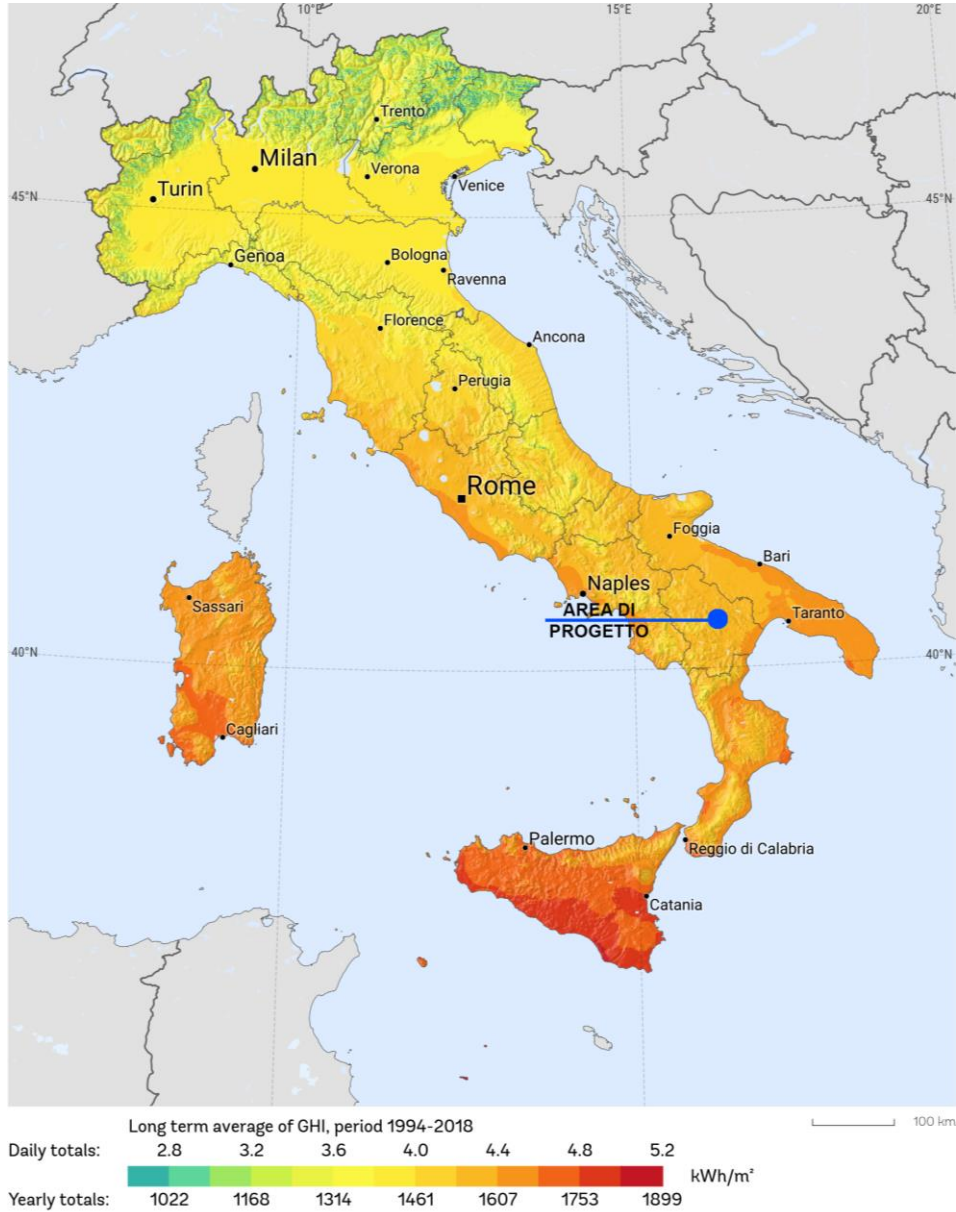 10°E
15°E
20°E
Trento
Milan
Verona
Venice
Turin
45°N
45°N
Genoa
Bologna
Ravenna
Florence
Ancona
Perugia
Rome
Foggia
Bari
Naples
Sassari
AREA DI
PROGETTO
Taranto
40°N
40°N
Cagliari
Palermo
Reggio di Calabria
Catania
Long term average of GHI, period 1994-2018
100 km
Daily totals: 2.8 3.2 3.6 4.0 4.4 4.8 5.2
kWh/m²
Yearly totals: 1022 1168 1314 1461 1607 1753 1899